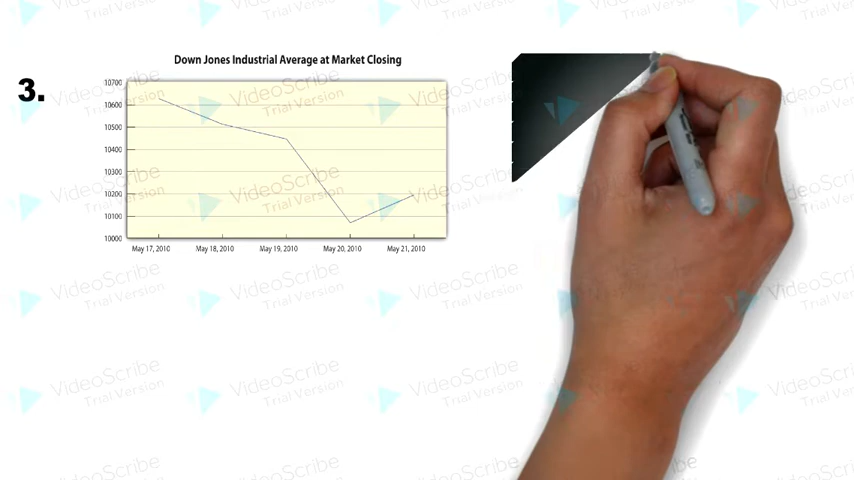 Down Jones Industrial Average at Market Closing
3.
10700
10600
10500
10400
10300
10200
10100
10000
May 17, 2010 May 18, 2010 May 19, 2010 May 20, 2010 May 21, 2010
VideoScribe
Trial Version